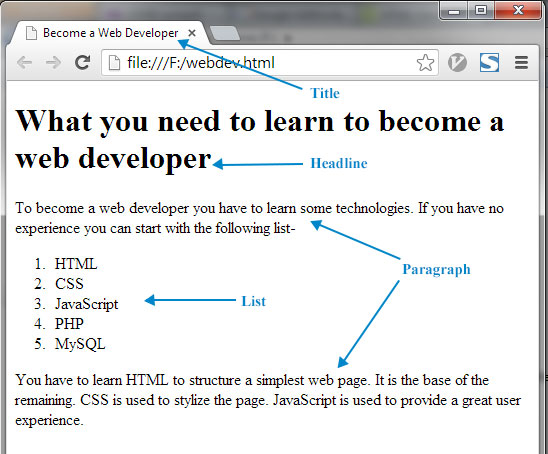 Become a Web Developer
file:///F:/webdev.html
Title
What you need to learn to become a
web developer
Headline
To become a web developer you have to learn some technologies. If you have no
experience you can start with the following list-
Paragraph
1. HTML
2. CSS
3. JavaScript
4. PHP
5. MySQL
List
You have to learn HTML to structure a simplest web page. It is the base of the
remaining. CSS is used to stylize the page. JavaScript is used to provide a great user
experience.